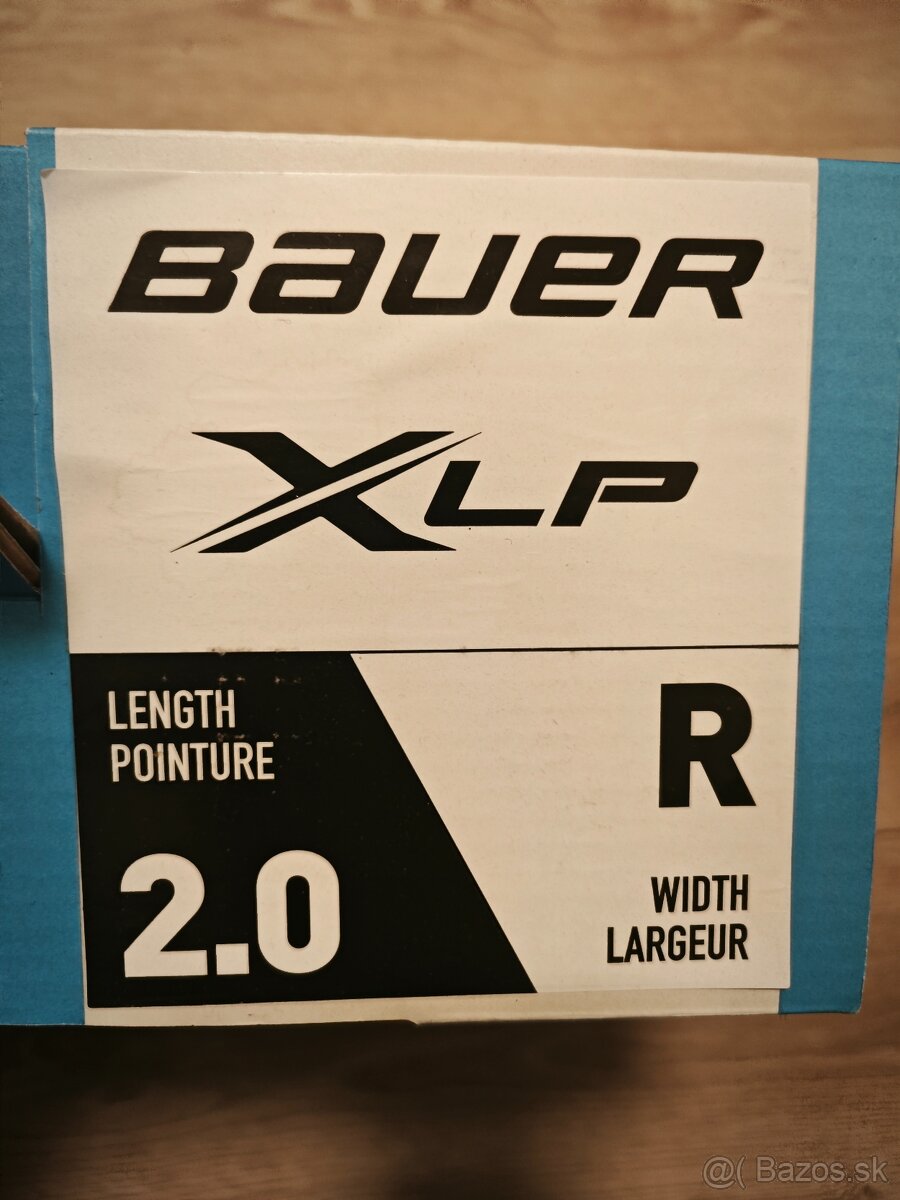 BAUER
XLP
LENGTH
POINTURE
2.0
R
WIDTH
LARGEUR
@( Bazos.sk